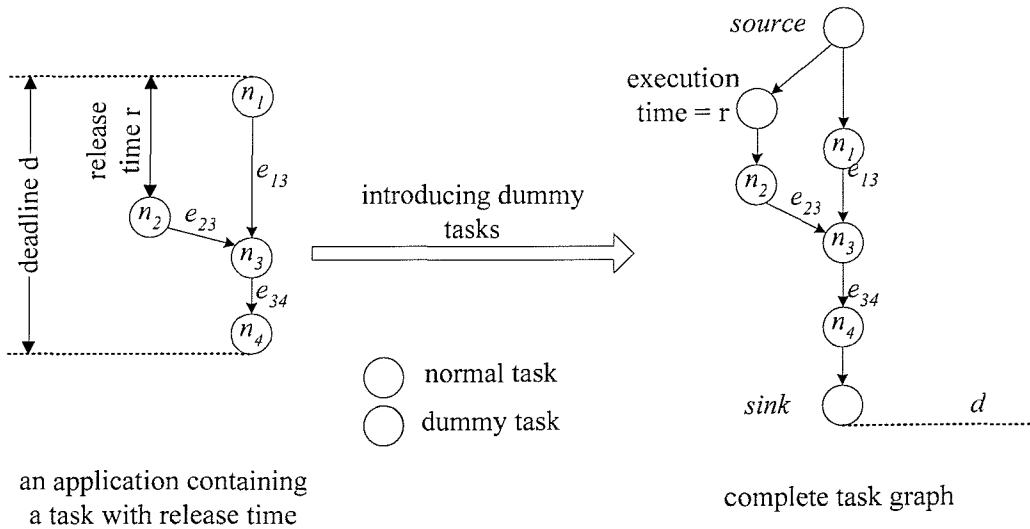 deadline d
release
time r
n1
e13
n2
e23
n3
e34
n4
an application containing
a task with release time
introducing dummy
tasks
normal task
dummy task
source
execution
time = r
n1
e13
n2
e23
n3
e34
n4
sink
d
complete task graph